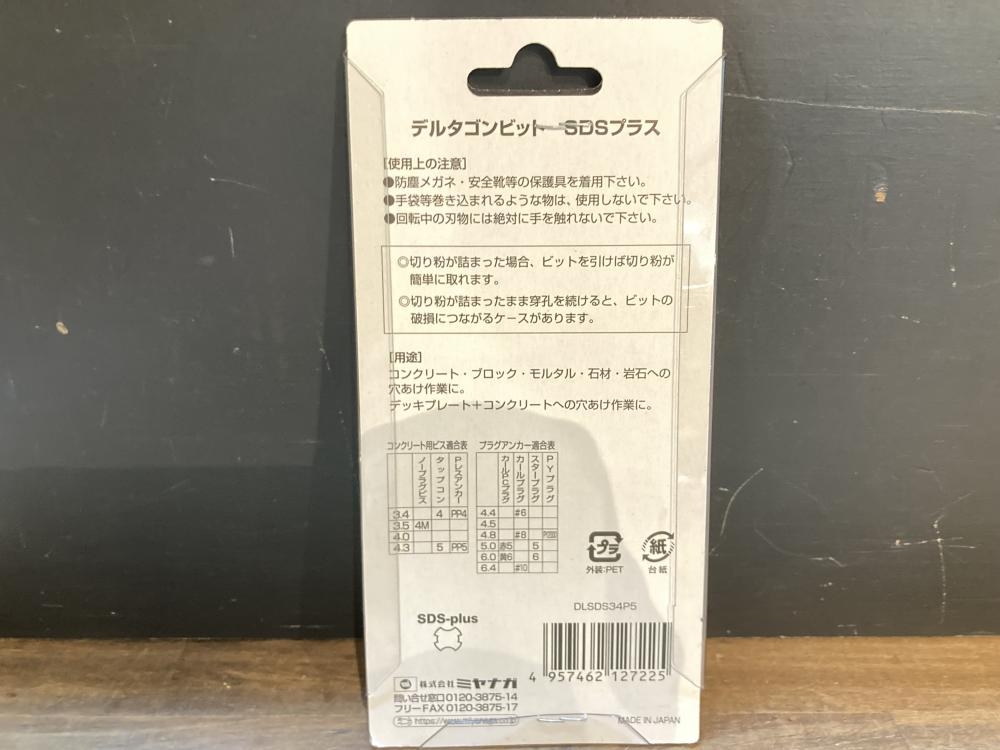 デルタゴンビット SDSプラス
[使用上の注意]
●防塵メガネ・安全靴等の保護具を着用下さい。
●手袋等巻き込まれるような物は、使用しないで下さい。
●回転中の刃物には絶対に手を触れないで下さい。
◎切り粉が詰まった場合、ビットを引けば切り粉が
簡単に取れます。
◎切り粉が詰まったまま穿孔を続けると、ビットの
破損につながるケースがあります。
[用途]
コンクリート・ブロック・モルタル・石材・岩石への
穴あけ作業に。
デッキプレート+コンクリートへの穴あけ作業に。
コンクリート用ビス適合表
ノープラグビス タップコン Pレスアンカー
3.4 4 PP4
3.5 4M
4.0
4.3 5 PP5
プラグアンカー適合表
カールPCプラグ カールプラグ スタープラグ PYプラグ
4.4 #6
4.5
4.8 #8
5.0 赤5 5
6.0 黄6 6
6.4 #10
プラ
外装:PET
紙
台紙
DLSDS34P5
SDS-plus
4 957462 127225
株式会社 ミヤナガ
問い合せ窓口 0120-3875-14
フリーFAX 0120-3875-17
MADE IN JAPAN